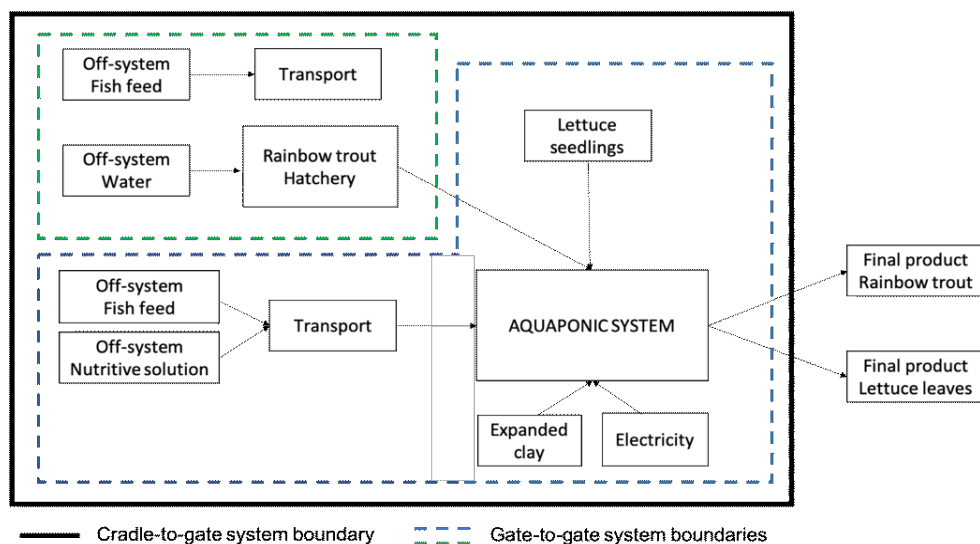 Off-system
Fish feed
Transport
Off-system
Water
Rainbow trout
Hatchery
Lettuce
seedlings
Off-system
Fish feed
Off-system
Nutritive solution
Transport
AQUAPONIC SYSTEM
Expanded
clay
Electricity
Final product
Rainbow trout
Final product
Lettuce leaves
Cradle-to-gate system boundary
Gate-to-gate system boundaries